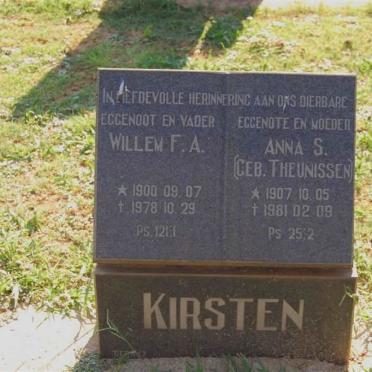 IN LIEFDEVOLLE HERINNERING AAN ONS DIERBARE
EGGENOOT EN VADER
WILLEM F. A.
★ 1900 09 07
† 1978 10 29
PS. 121:1
EGGENOTE EN MOEDER
ANNA S.
(GEB. THEUNISSEN)
★ 1907 10 05
† 1981 02 09
PS 25:2
KIRSTEN